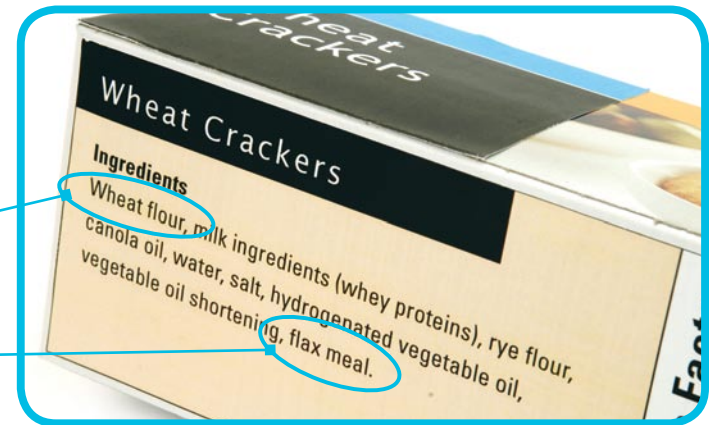 Wheat
Crackers
Wheat Crackers
Ingredients
Wheat flour, milk ingredients (whey proteins), rye flour,
canola oil, water, salt, hydrogenated vegetable oil,
vegetable oil shortening, flax meal.
Fact